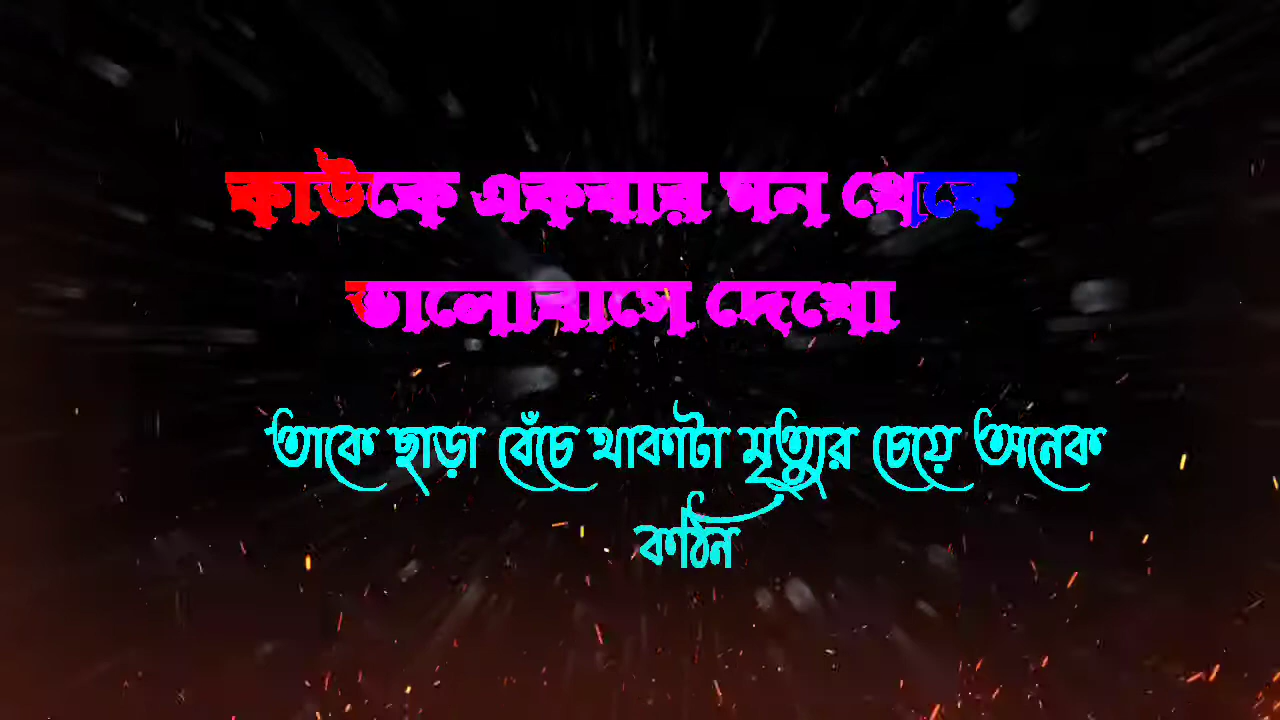 কাউকে একবার মন থেকে
ভালোবাসে দেখো
তাকে ছাড়া বেঁচে থাকাটা মৃত্যুর চেয়ে অনেক
কঠিন